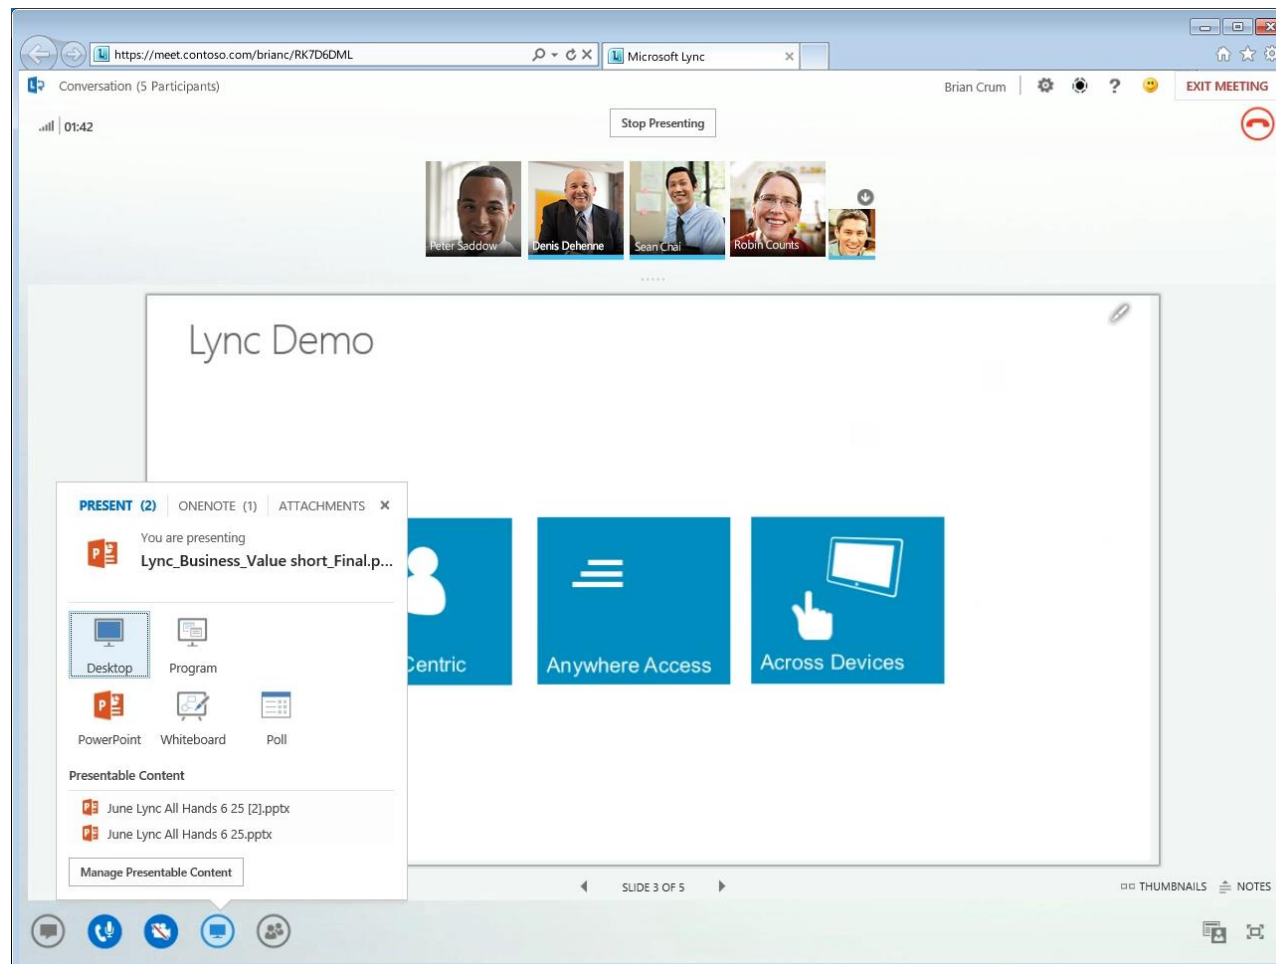 https://meet.contoso.com/brianc/RK7D6DML
Microsoft Lync
Conversation (5 Participants)
Brian Crum
?
EXIT MEETING
01:42
Stop Presenting
Peter Saddow
Denis Dehenne
Sean Chai
Robin Counts
Lync Demo
PRESENT (2)
ONENOTE (1)
ATTACHMENTS
You are presenting
Lync_Business_Value short_Final.p...
Desktop
Program
PowerPoint
Whiteboard
Poll
Presentable Content
June Lync All Hands 6 25 [2].pptx
June Lync All Hands 6 25.pptx
Manage Presentable Content
Centric
Anywhere Access
Across Devices
SLIDE 3 OF 5
THUMBNAILS
NOTES